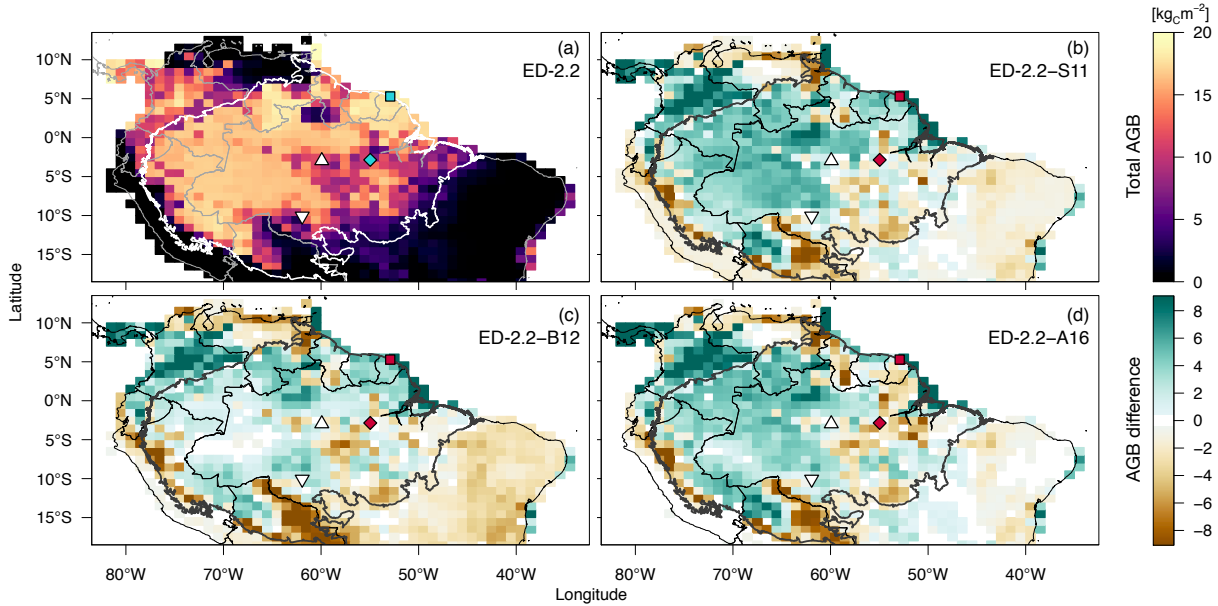 [kgCm−2]
(a)
ED-2.2
(b)
ED-2.2−S11
10°N
5°N
0°N
5°S
10°S
15°S
20
15
10
5
0
Total AGB
Latitude
(c)
ED-2.2−B12
(d)
ED-2.2−A16
10°N
5°N
0°N
5°S
10°S
15°S
8
6
4
2
0
−2
−4
−6
−8
AGB difference
80°W 70°W 60°W 50°W 40°W 80°W 70°W 60°W 50°W 40°W
Longitude